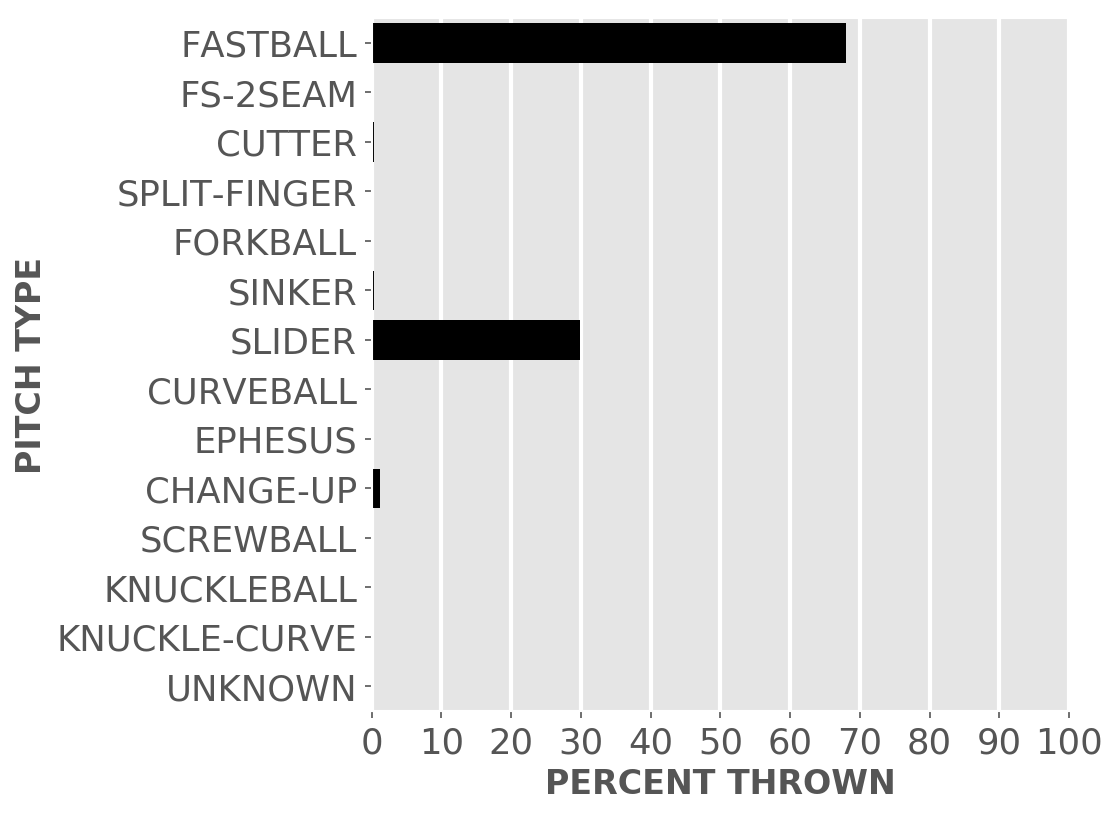 FASTBALL
FS-2SEAM
CUTTER
SPLIT-FINGER
FORKBALL
SINKER
SLIDER
CURVEBALL
EPHESUS
CHANGE-UP
SCREWBALL
KNUCKLEBALL
KNUCKLE-CURVE
UNKNOWN
PITCH TYPE
0 10 20 30 40 50 60 70 80 90 100
PERCENT THROWN